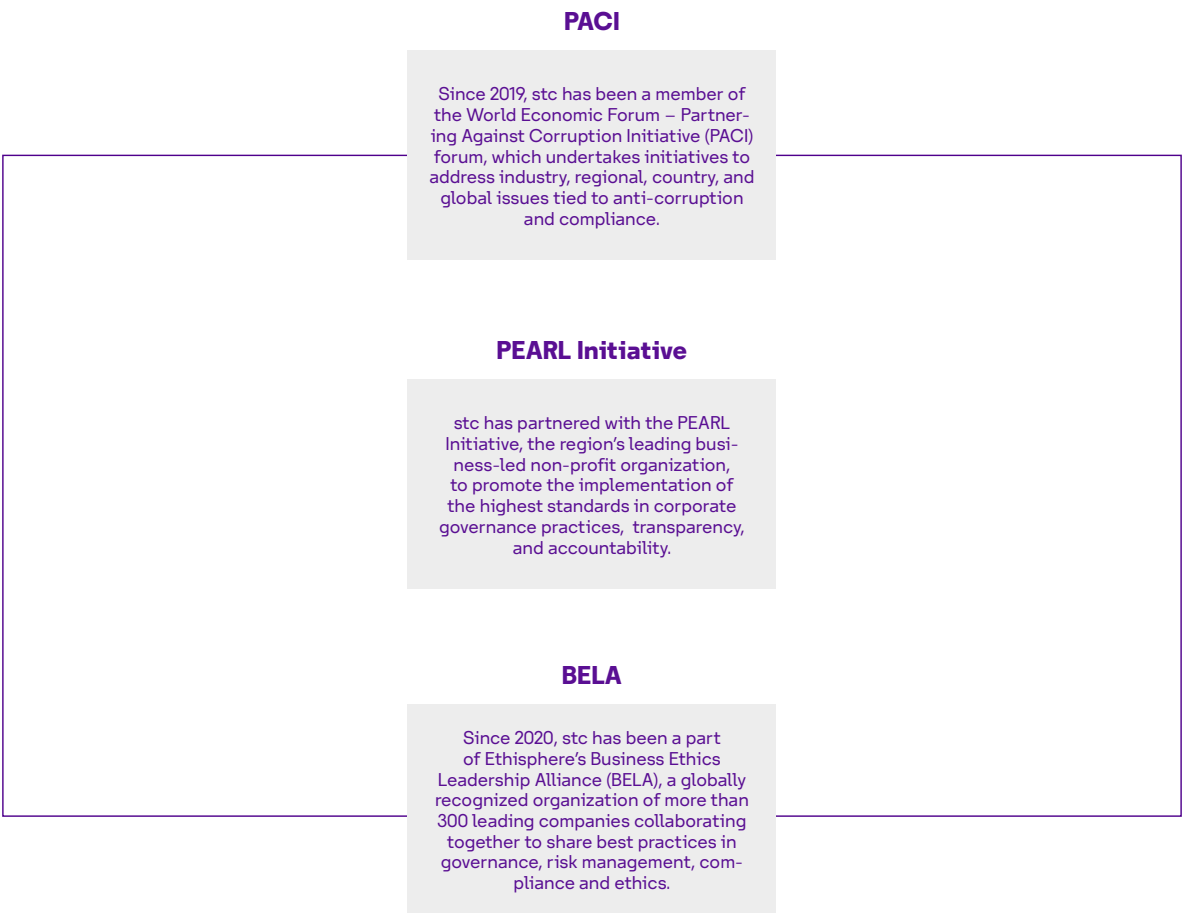 PACI
Since 2019, stc has been a member of
the World Economic Forum – Partner-
ing Against Corruption Initiative (PACI)
forum, which undertakes initiatives to
address industry, regional, country, and
global issues tied to anti-corruption
and compliance.
PEARL Initiative
stc has partnered with the PEARL
Initiative, the region's leading busi-
ness-led non-profit organization,
to promote the implementation of
the highest standards in corporate
governance practices,  transparency,
and accountability.
BELA
Since 2020, stc has been a part
of Ethisphere's Business Ethics
Leadership Alliance (BELA), a globally
recognized organization of more than
300 leading companies collaborating
together to share best practices in
governance, risk management, com-
pliance and ethics.